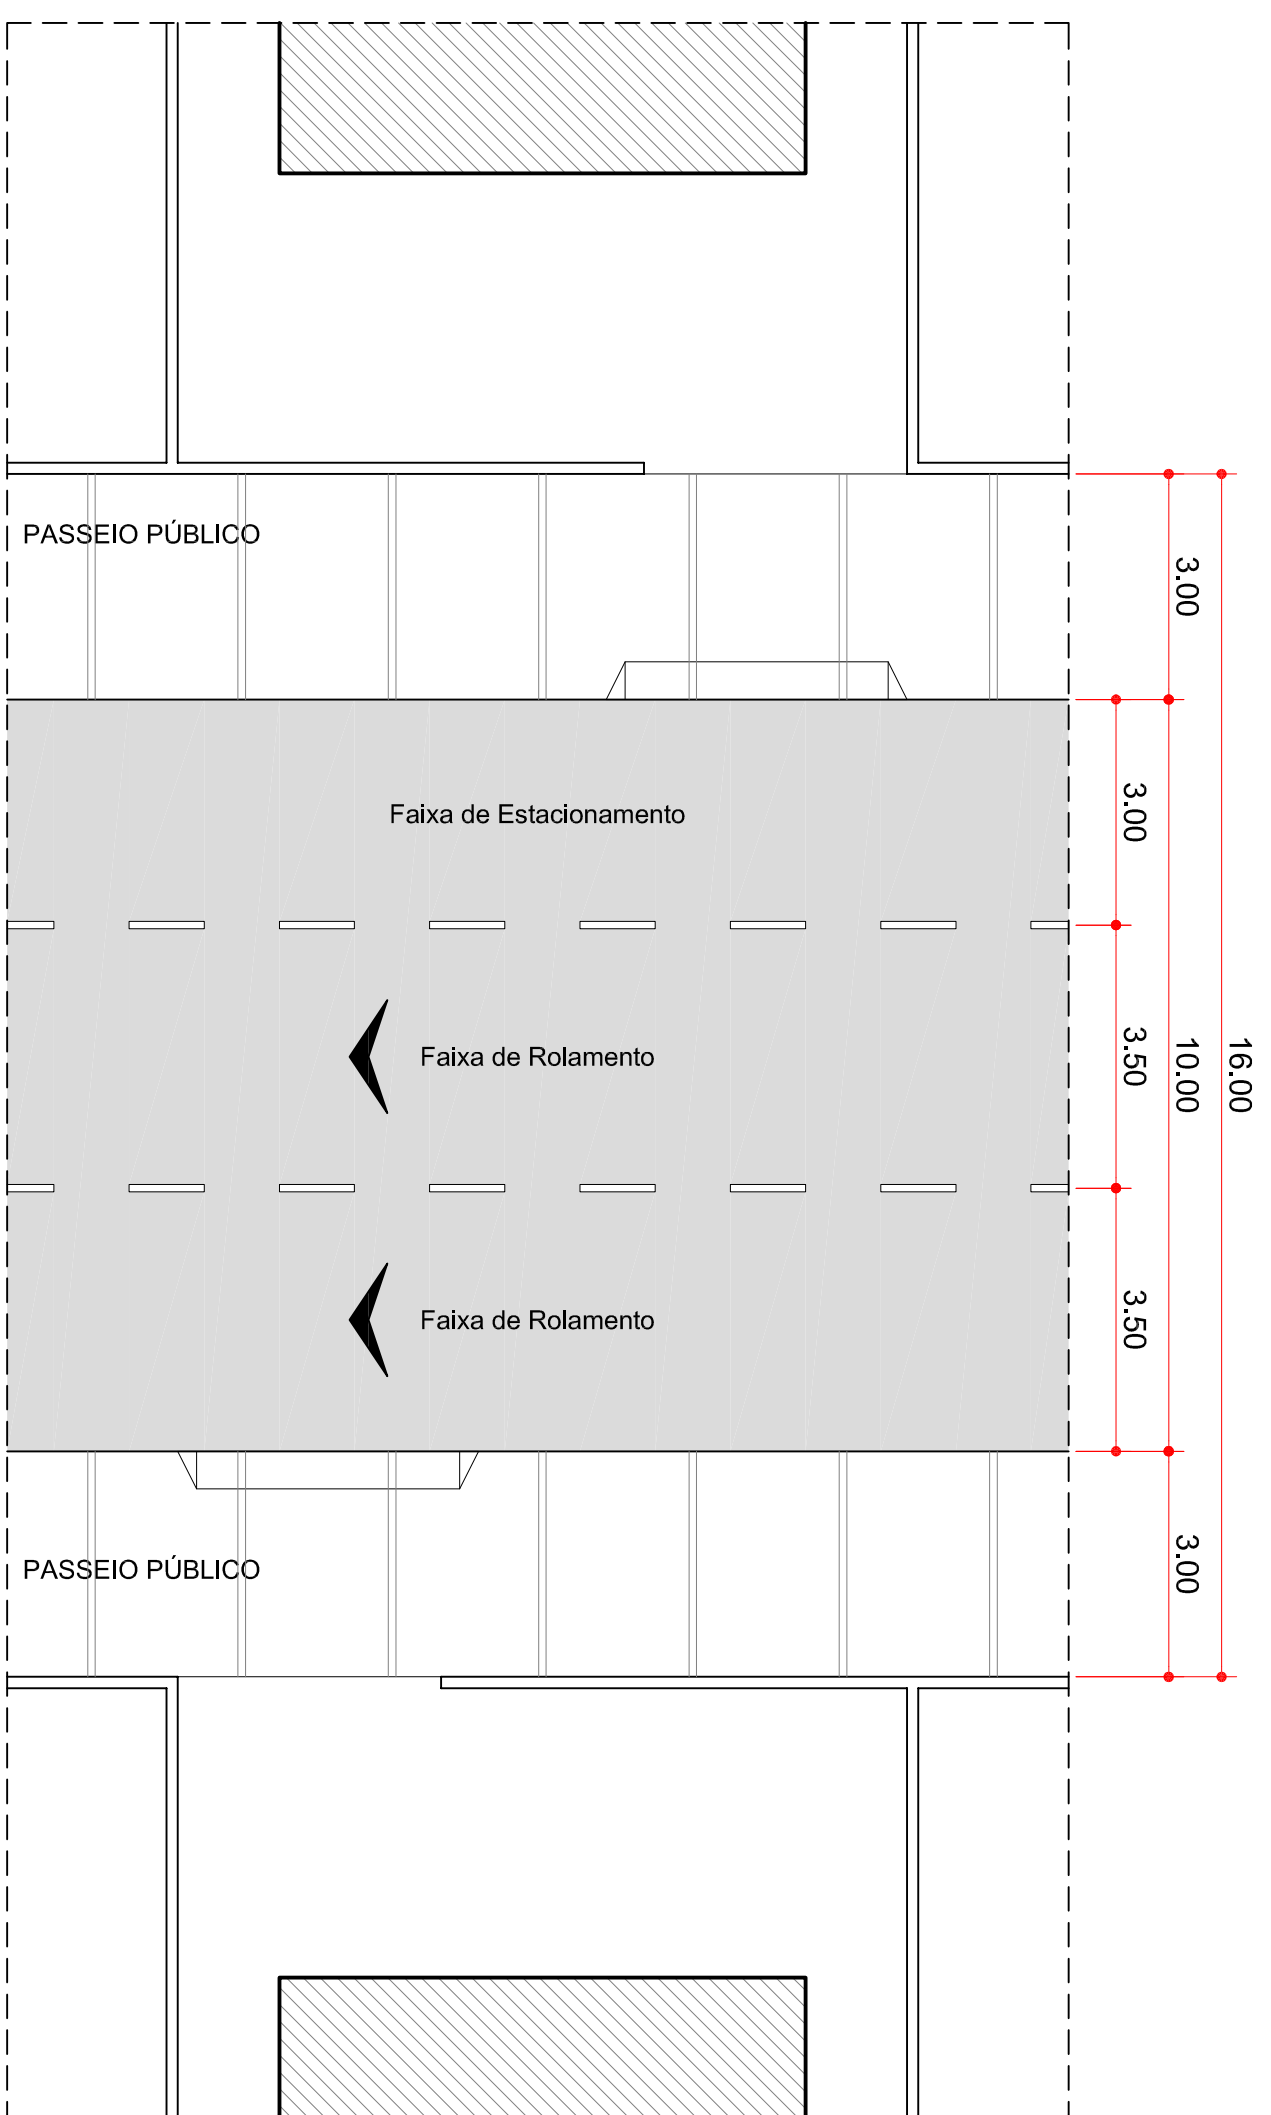 PASSEIO PÚBLICO
3.00
Faixa de Estacionamento
3.00
Faixa de Rolamento
3.50
10.00
16.00
Faixa de Rolamento
3.50
PASSEIO PÚBLICO
3.00